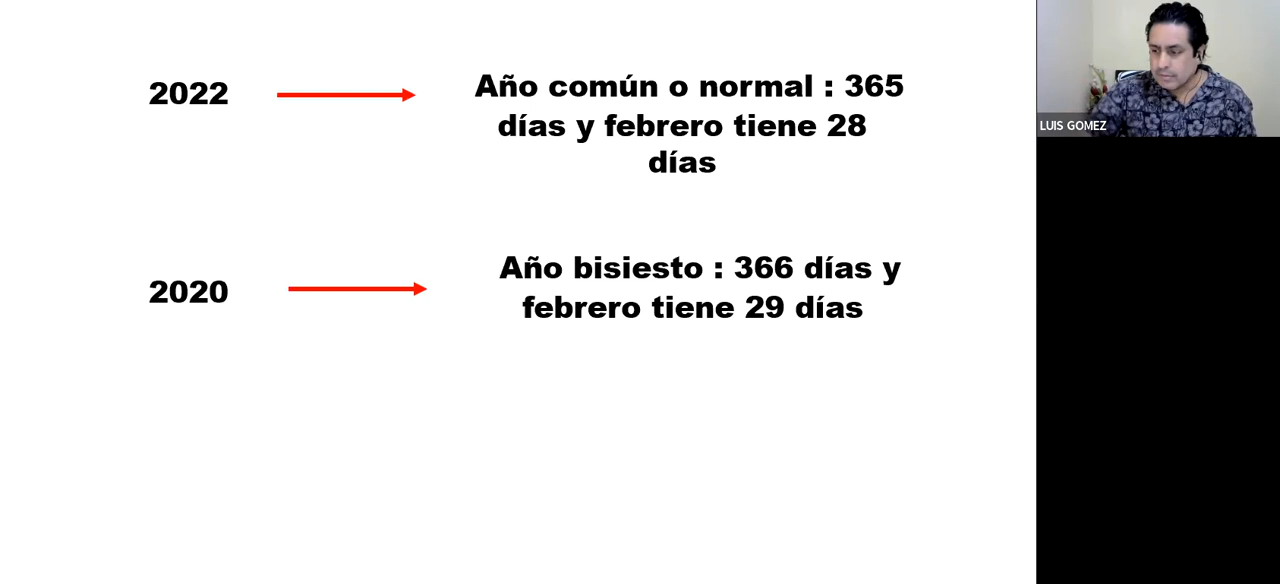 2022
Año común o normal : 365
días y febrero tiene 28
días
2020
Año bisiesto : 366 días y
febrero tiene 29 días
LUIS GOMEZ